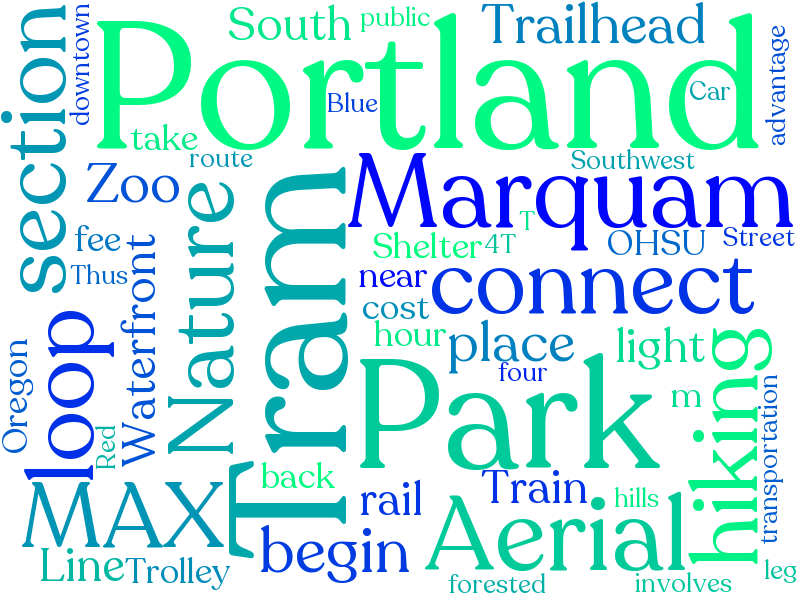 South
public
Trailhead
downtown
Portland
section
Blue
Car
advantage
take
route
Southwest
Zoo
Tram
Marquam
Nature
T
fee
Shelter
4T
OHSU
Street
Thus
near
connect
Waterfront
cost
hour
loop
Oregon
place
light
hiking
four
Park
m
transportation
Red
back
MAX
rail
Train
hills
Aerial
begin
Line
Trolley
forested
involves
leg